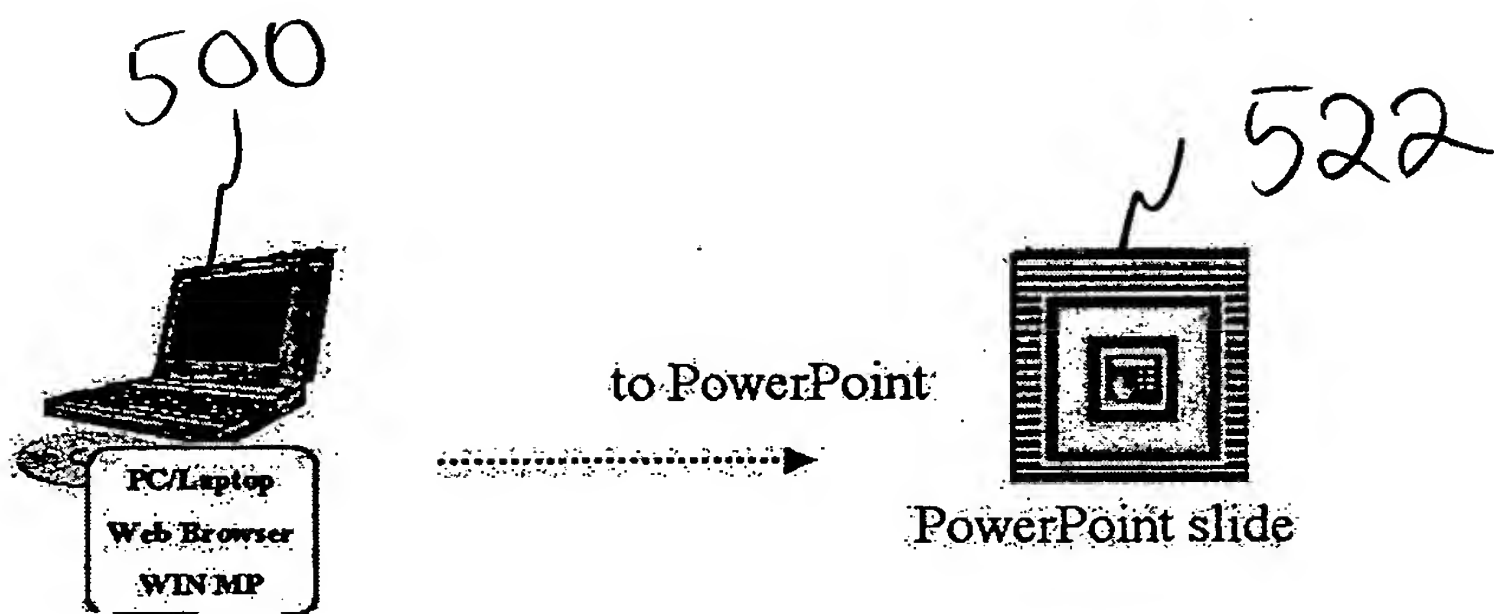 500
522
to PowerPoint
PC/Laptop
Web Browser
WIN MP
PowerPoint slide